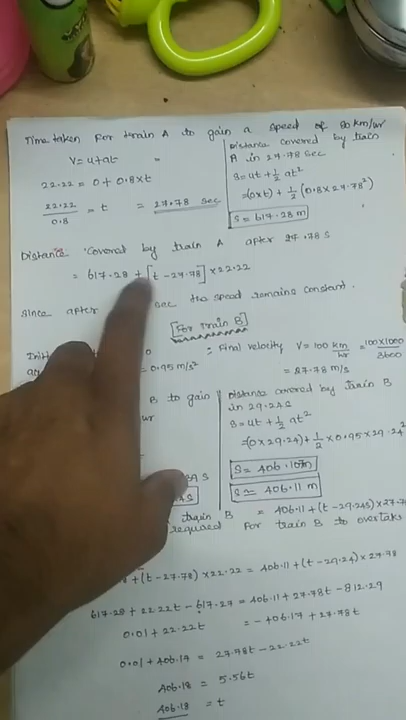 Time taken For train A to gain a speed of 80 km/hr
V = u + at
22.22 = 0 + 0.8 x t
22.22/0.8 = t = 27.78 sec
Distance covered by train
A in 27.78 sec
S = ut + 1/2 at²
= (0xt) + 1/2 (0.8 x 27.78²)
S = 617.28 m
Distance Covered by train A after 27.78 S
= 617.28 + [t - 27.78] x 22.22
Since after sec the speed remains constant.
[For train B]
0
= 0.95 m/s²
: Final velocity V = 100 km/hr = 100x1000/3600
= 27.78 m/s
B to gain
Distance covered by train B
in 29.24 S
S = ut + 1/2 at²
= (0 x 29.24) + 1/2 x 0.95 x 29.24²
S = 406.107m
S ≈ 406.11 m
train B = 406.11 + (t - 29.24S) x 27.7
required For train B to overtake
+ (t - 27.78) x 22.22 = 406.11 + (t - 29.24) x 27.78
617.28 + 22.22t - 617.27 = 406.11 + 27.78t - 812.29
0.01 + 22.22t = -406.17 + 27.78t
0.01 + 406.17 = 27.78t - 22.22t
406.18 = 5.56t
406.18 = t